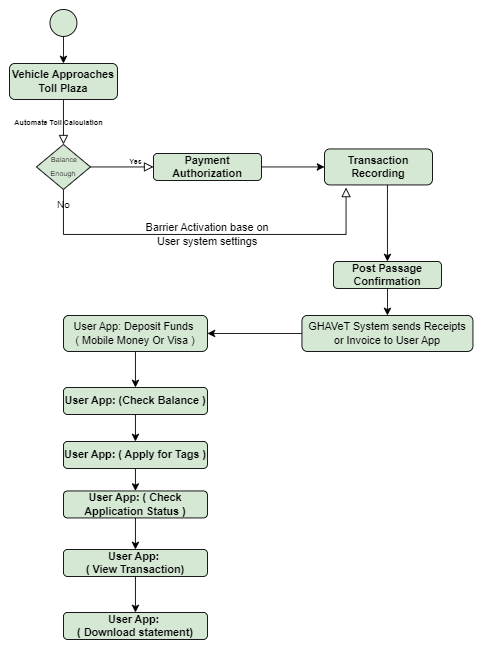 Vehicle Approaches
Toll Plaza
Automate Toll Calculation
Balance
Enough
Yes
Payment
Authorization
Transaction
Recording
No
Barrier Activation base on
User system settings
Post Passage
Confirmation
GHAVeT System sends Receipts
or Invoice to User App
User App: Deposit Funds
( Mobile Money Or Visa )
User App: (Check Balance )
User App: ( Apply for Tags )
User App: ( Check
Application Status )
User App:
( View Transaction)
User App:
( Download statement)